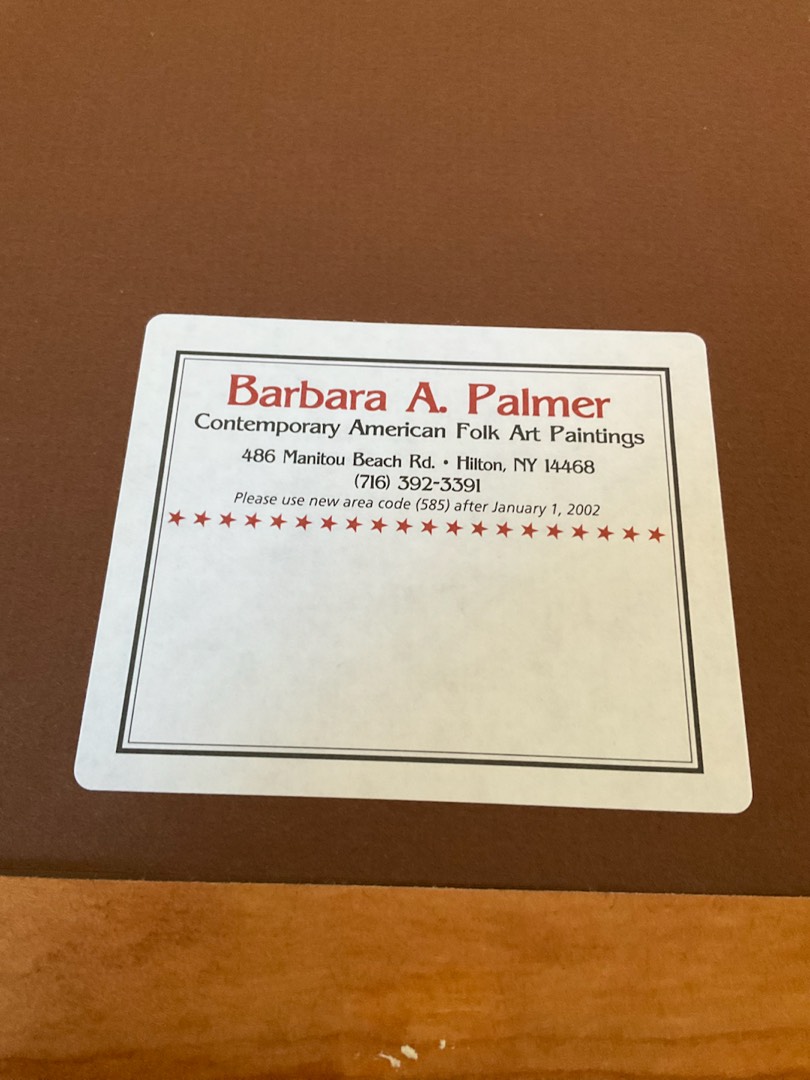 Barbara A. Palmer
Contemporary American Folk Art Paintings
486 Manitou Beach Rd. • Hilton, NY 14468
(716) 392-3391
Please use new area code (585) after January 1, 2002